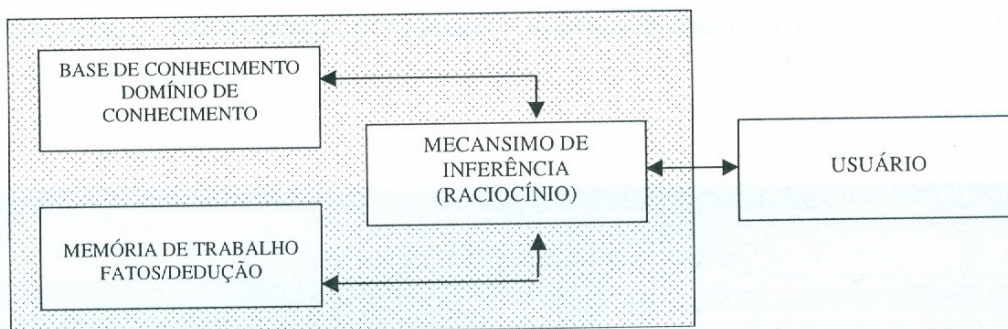 BASE DE CONHECIMENTO
DOMÍNIO DE
CONHECIMENTO
MECANSIMO DE
INFERÊNCIA
(RACIOCÍNIO)
USUÁRIO
MEMÓRIA DE TRABALHO
FATOS/DEDUÇÃO